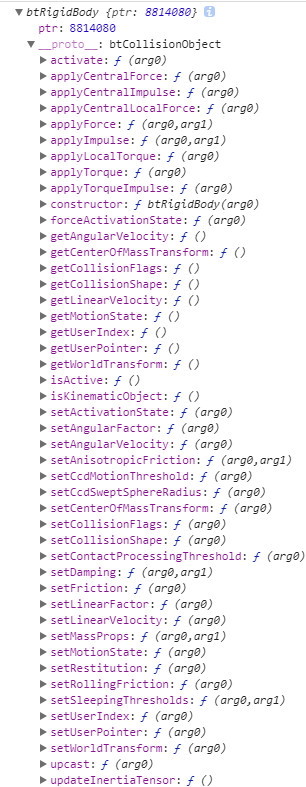 ▼ btRigidBody {ptr: 8814080} i
ptr: 8814080
▼ __proto__: btCollisionObject
▶ activate: ƒ (arg0)
▶ applyCentralForce: ƒ (arg0)
▶ applyCentralImpulse: ƒ (arg0)
▶ applyCentralLocalForce: ƒ (arg0)
▶ applyForce: ƒ (arg0,arg1)
▶ applyImpulse: ƒ (arg0,arg1)
▶ applyLocalTorque: ƒ (arg0)
▶ applyTorque: ƒ (arg0)
▶ applyTorqueImpulse: ƒ (arg0)
▶ constructor: ƒ btRigidBody(arg0)
▶ forceActivationState: ƒ (arg0)
▶ getAngularVelocity: ƒ ()
▶ getCenterOfMassTransform: ƒ ()
▶ getCollisionFlags: ƒ ()
▶ getCollisionShape: ƒ ()
▶ getLinearVelocity: ƒ ()
▶ getMotionState: ƒ ()
▶ getUserIndex: ƒ ()
▶ getUserPointer: ƒ ()
▶ getWorldTransform: ƒ ()
▶ isActive: ƒ ()
▶ isKinematicObject: ƒ ()
▶ setActivationState: ƒ (arg0)
▶ setAngularFactor: ƒ (arg0)
▶ setAngularVelocity: ƒ (arg0)
▶ setAnisotropicFriction: ƒ (arg0,arg1)
▶ setCcdMotionThreshold: ƒ (arg0)
▶ setCcdSweptSphereRadius: ƒ (arg0)
▶ setCenterOfMassTransform: ƒ (arg0)
▶ setCollisionFlags: ƒ (arg0)
▶ setCollisionShape: ƒ (arg0)
▶ setContactProcessingThreshold: ƒ (arg0)
▶ setDamping: ƒ (arg0,arg1)
▶ setFriction: ƒ (arg0)
▶ setLinearFactor: ƒ (arg0)
▶ setLinearVelocity: ƒ (arg0)
▶ setMassProps: ƒ (arg0,arg1)
▶ setMotionState: ƒ (arg0)
▶ setRestitution: ƒ (arg0)
▶ setRollingFriction: ƒ (arg0)
▶ setSleepingThresholds: ƒ (arg0,arg1)
▶ setUserIndex: ƒ (arg0)
▶ setUserPointer: ƒ (arg0)
▶ setWorldTransform: ƒ (arg0)
▶ upcast: ƒ (arg0)
▶ updateInertiaTensor: ƒ ()